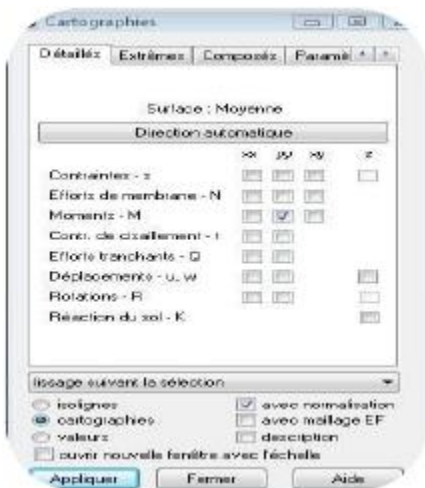 Cartographies
Détaillés Extrêmes Composés Paramè
Surface : Moyenne
Direction automatique
xx yy xy z
Contraintes - s
Efforts de membrane - N
Moments - M
Contr. de cisaillement - t
Efforts tranchants - Q
Déplacements - u, w
Rotations - R
Réaction du sol - K
lissage suivant la sélection
isolignes avec normalisation
cartographies avec maillage EF
valeurs description
ouvrir nouvelle fenêtre avec l'échelle
Appliquer Fermer Aide